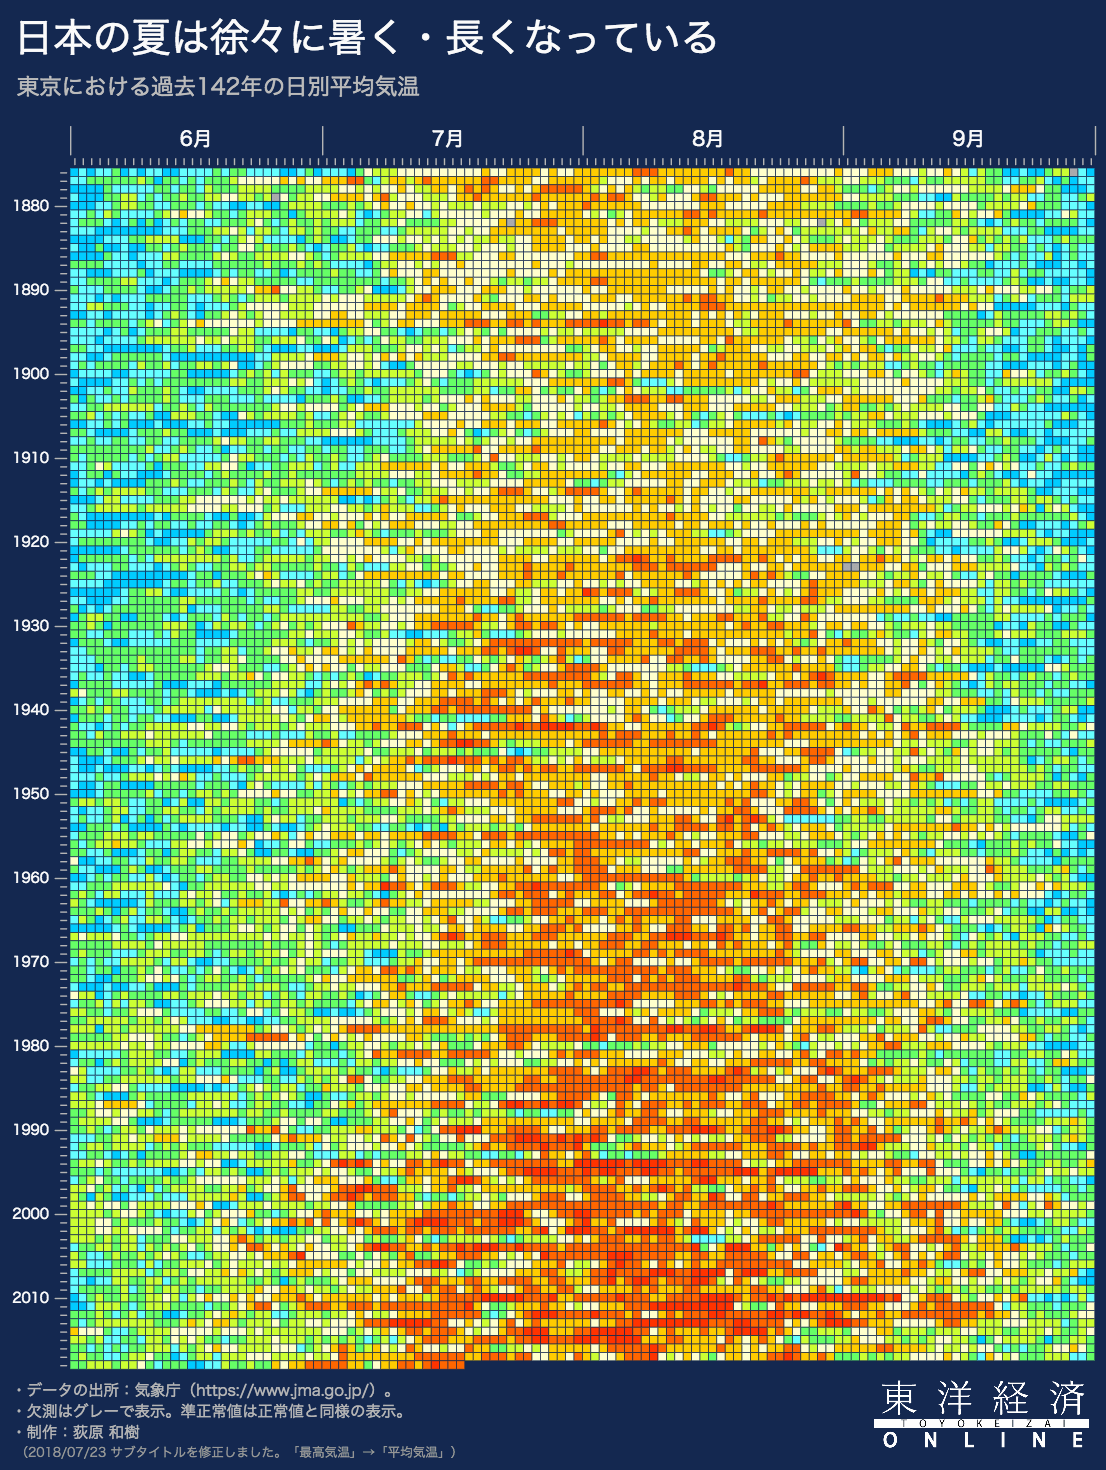 日本の夏は徐々に暑く・長くなっている
東京における過去142年の日別平均気温
6月 7月 8月 9月
1880
1890
1900
1910
1920
1930
1940
1950
1960
1970
1980
1990
2000
2010
・データの出所：気象庁（https://www.jma.go.jp/）。
・欠測はグレーで表示。準正常値は正常値と同様の表示。
・制作：荻原 和樹
（2018/07/23 サブタイトルを修正しました。「最高気温」→「平均気温」）
東洋経済
TOYOKEIZAI
ONLINE